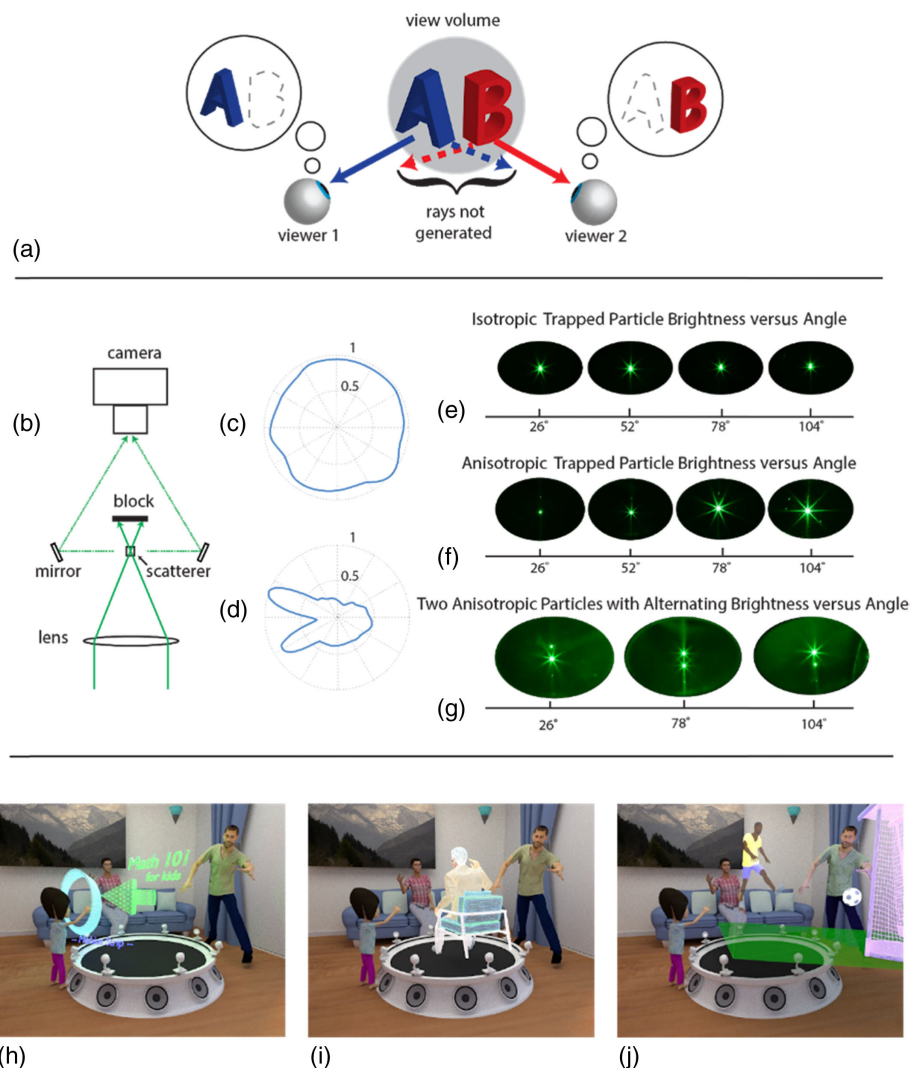 view volume
A B
A B
A B
rays not
generated
viewer 1
viewer 2
(a)
camera
(b)
block
mirror
scatterer
lens
(c)
1
0.5
(d)
1
0.5
Isotropic Trapped Particle Brightness versus Angle
(e)
26° 52° 78° 104°
Anisotropic Trapped Particle Brightness versus Angle
(f)
26° 52° 78° 104°
Two Anisotropic Particles with Alternating Brightness versus Angle
(g)
26° 78° 104°
Math 101
for kids
(h)
(i)
(j)